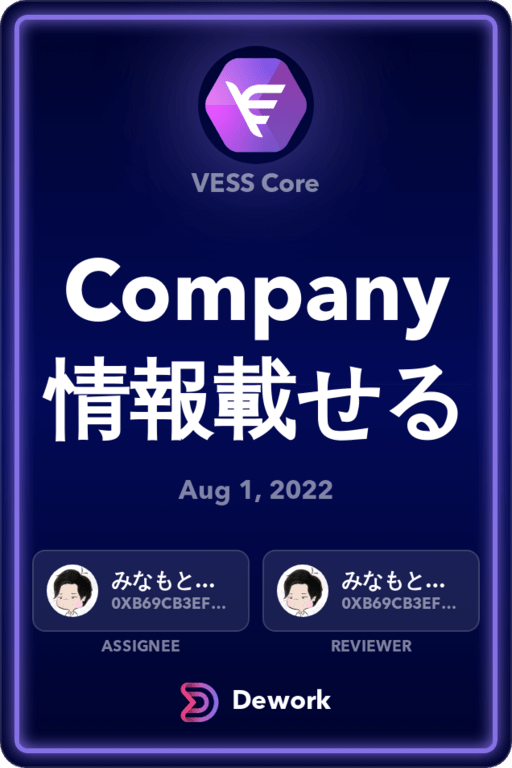 VESS Core
Company
情報載せる
Aug 1, 2022
みなもと...
0XB69CB3EF...
ASSIGNEE
みなもと...
0XB69CB3EF...
REVIEWER
Dework